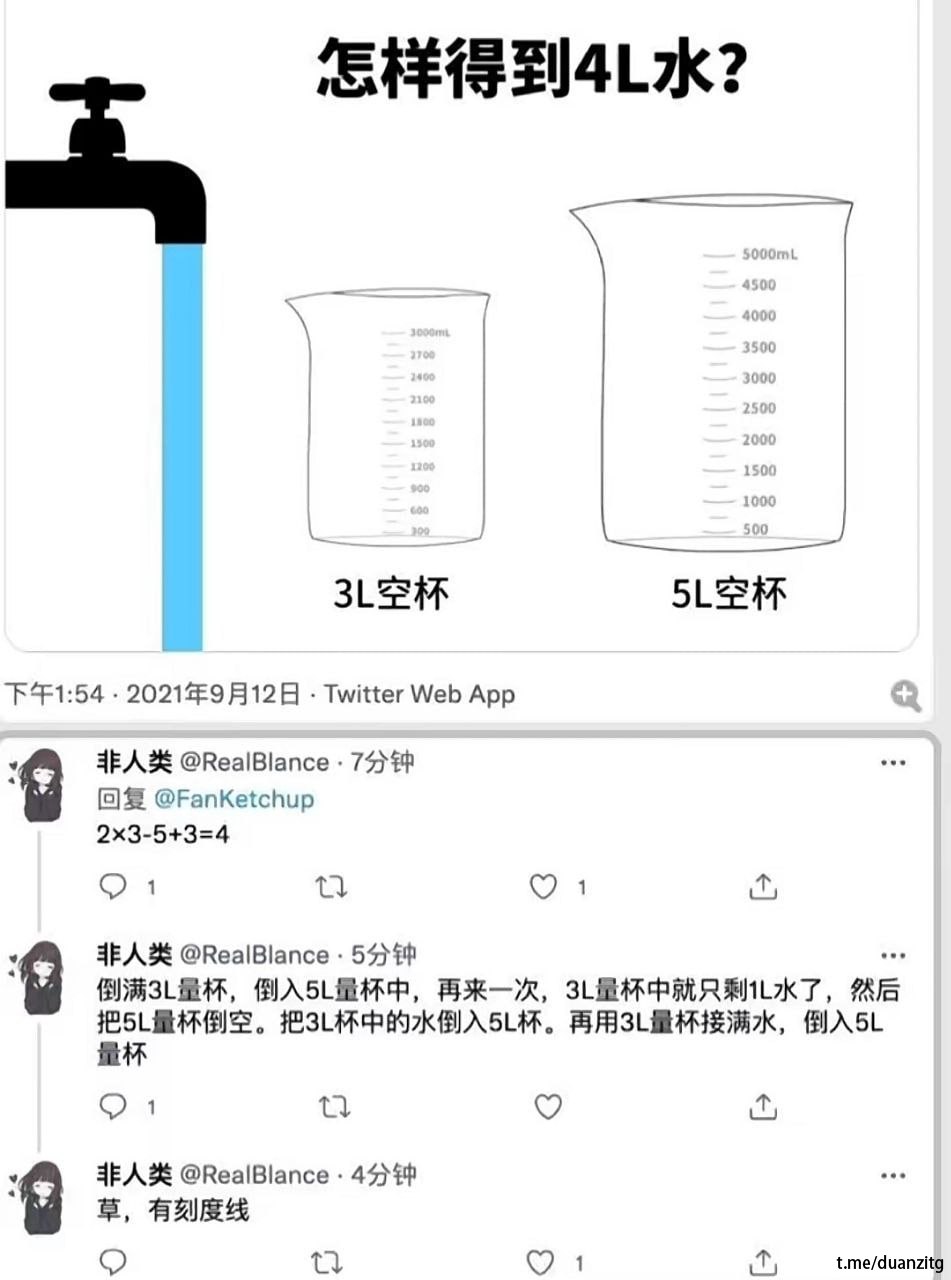 怎样得到4L水？
3000mL
2700
2400
2100
1800
1500
1200
900
600
300
5000mL
4500
4000
3500
3000
2500
2000
1500
1000
500
3L空杯
5L空杯
下午1:54 · 2021年9月12日 · Twitter Web App
非人类 @RealBlance · 7分钟
回复 @FanKetchup
2×3-5+3=4
1
1
非人类 @RealBlance · 5分钟
倒满3L量杯，倒入5L量杯中，再来一次，3L量杯中就只剩1L水了，然后
把5L量杯倒空。把3L杯中的水倒入5L杯。再用3L量杯接满水，倒入5L
量杯
1
非人类 @RealBlance · 4分钟
草，有刻度线
1
t.me/duanzitg